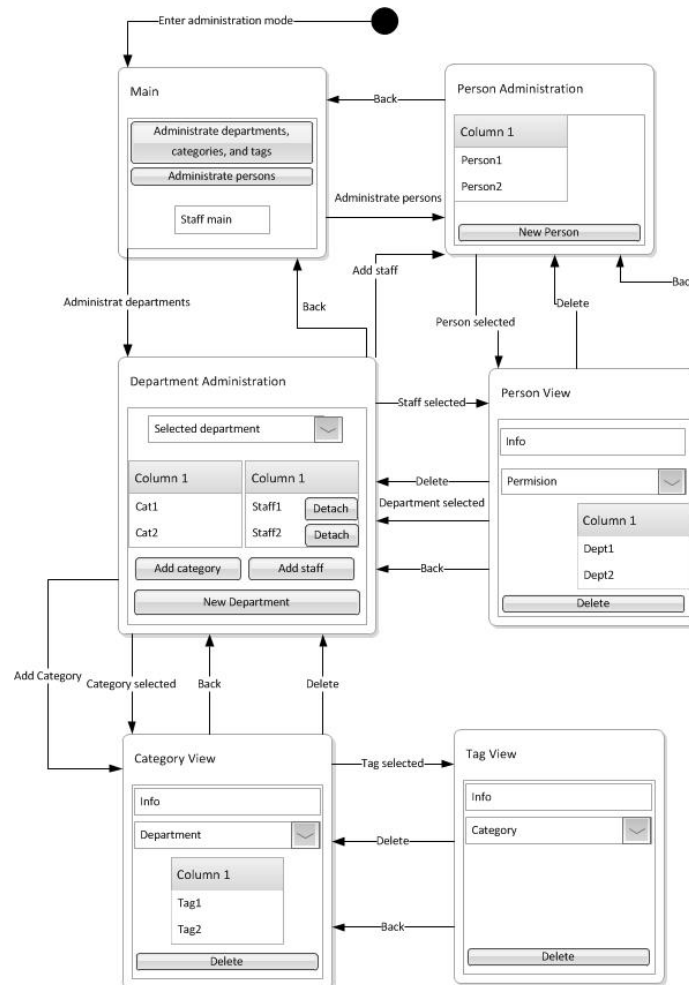 Enter administration mode
Main
Administrate departments,
categories, and tags
Administrate persons
Staff main
Person Administration
Column 1
Person1
Person2
New Person
Back
Administrate persons
Add staff
Administrat departments
Back
Person selected
Delete
Department Administration
Selected department
Column 1
Cat1
Cat2
Column 1
Staff1
Detach
Staff2
Detach
Add category
Add staff
New Department
Staff selected
Delete
Department selected
Back
Person View
Info
Permision
Column 1
Dept1
Dept2
Delete
Add Category
Category selected
Back
Delete
Category View
Info
Department
Column 1
Tag1
Tag2
Delete
Tag selected
Delete
Back
Tag View
Info
Category
Delete